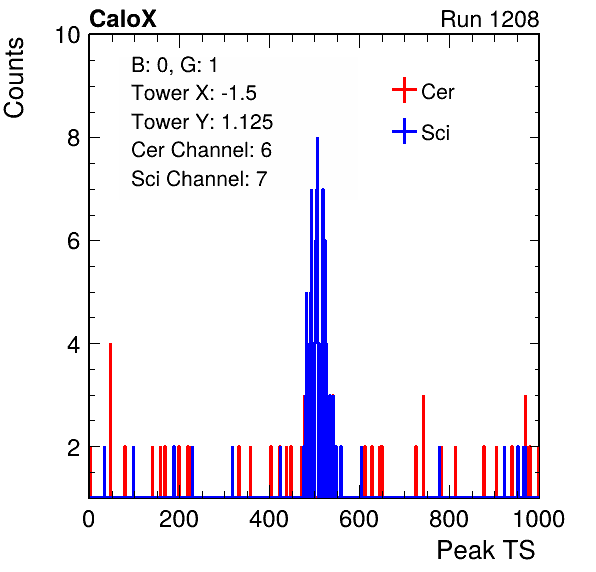 CaloX Run 1208
Counts
10
8
6
4
2
B: 0, G: 1
Tower X: -1.5
Tower Y: 1.125
Cer Channel: 6
Sci Channel: 7
Cer
Sci
0 200 400 600 800 1000
Peak TS